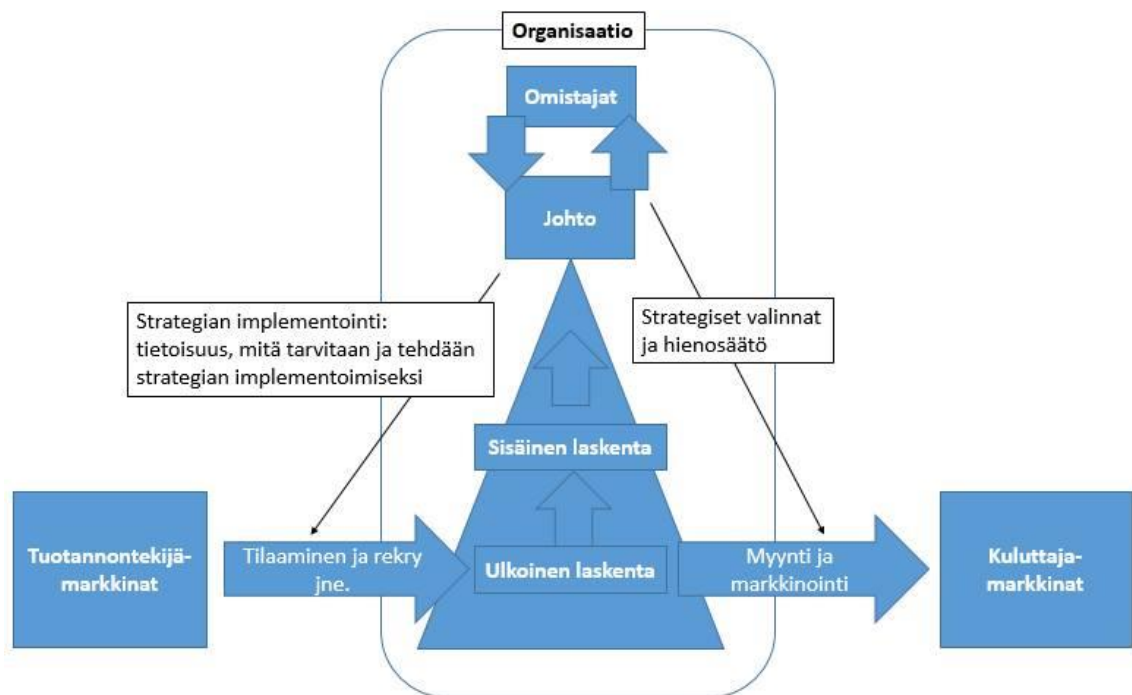 Organisaatio
Omistajat
Johto
Strategian implementointi:
tietoisuus, mitä tarvitaan ja tehdään
strategian implementoimiseksi
Strategiset valinnat
ja hienosäätö
Sisäinen laskenta
Tuotannontekijä-
markkinat
Tilaaminen ja rekry
jne.
Ulkoinen laskenta
Myynti ja
markkinointi
Kuluttaja-
markkinat